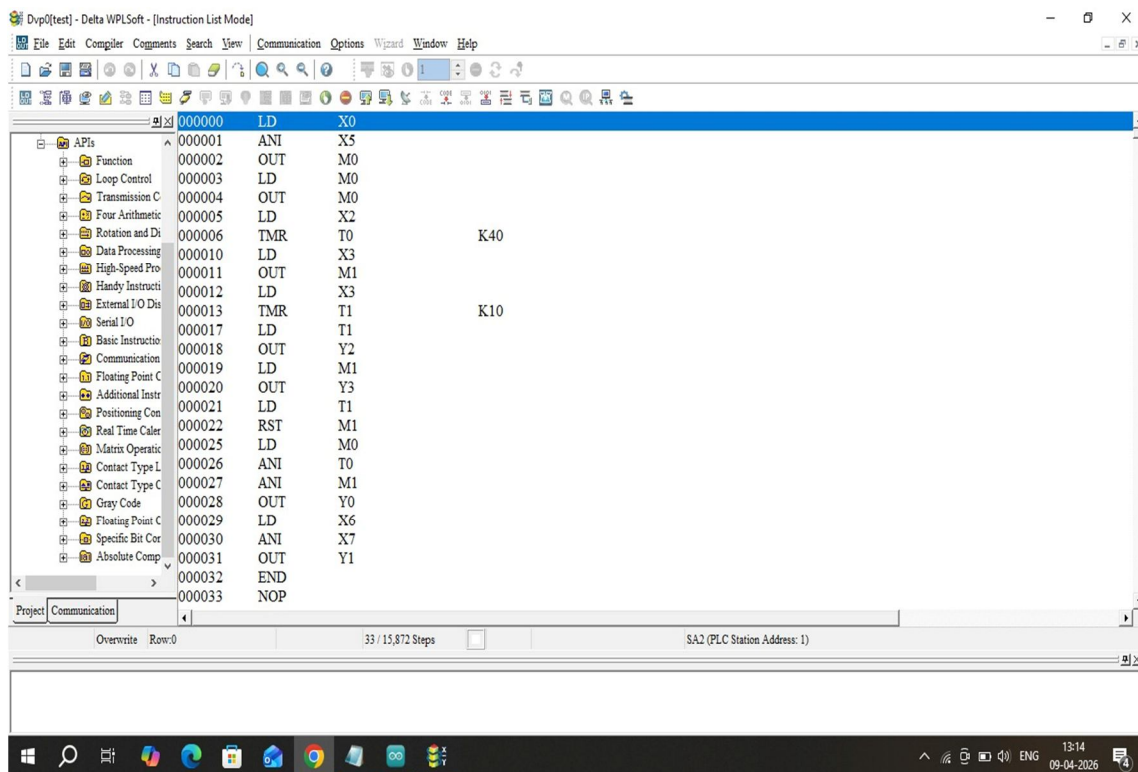 Dvp0[test] - Delta WPLSoft - [Instruction List Mode]
File Edit Compiler Comments Search View Communication Options Wizard Window Help
1
APIs
Function
Loop Control
Transmission C
Four Arithmetic
Rotation and Di
Data Processing
High-Speed Pro
Handy Instructi
External I/O Dis
Serial I/O
Basic Instructio
Communication
Floating Point C
Additional Instr
Positioning Con
Real Time Caler
Matrix Operatic
Contact Type L
Contact Type C
Gray Code
Floating Point C
Specific Bit Cor
Absolute Comp
Project Communication
000000 LD X0
000001 ANI X5
000002 OUT M0
000003 LD M0
000004 OUT M0
000005 LD X2
000006 TMR T0 K40
000010 LD X3
000011 OUT M1
000012 LD X3
000013 TMR T1 K10
000017 LD T1
000018 OUT Y2
000019 LD M1
000020 OUT Y3
000021 LD T1
000022 RST M1
000025 LD M0
000026 ANI T0
000027 ANI M1
000028 OUT Y0
000029 LD X6
000030 ANI X7
000031 OUT Y1
000032 END
000033 NOP
Overwrite Row:0 33 / 15,872 Steps SA2 (PLC Station Address: 1)
ENG 13:14
09-04-2026
4